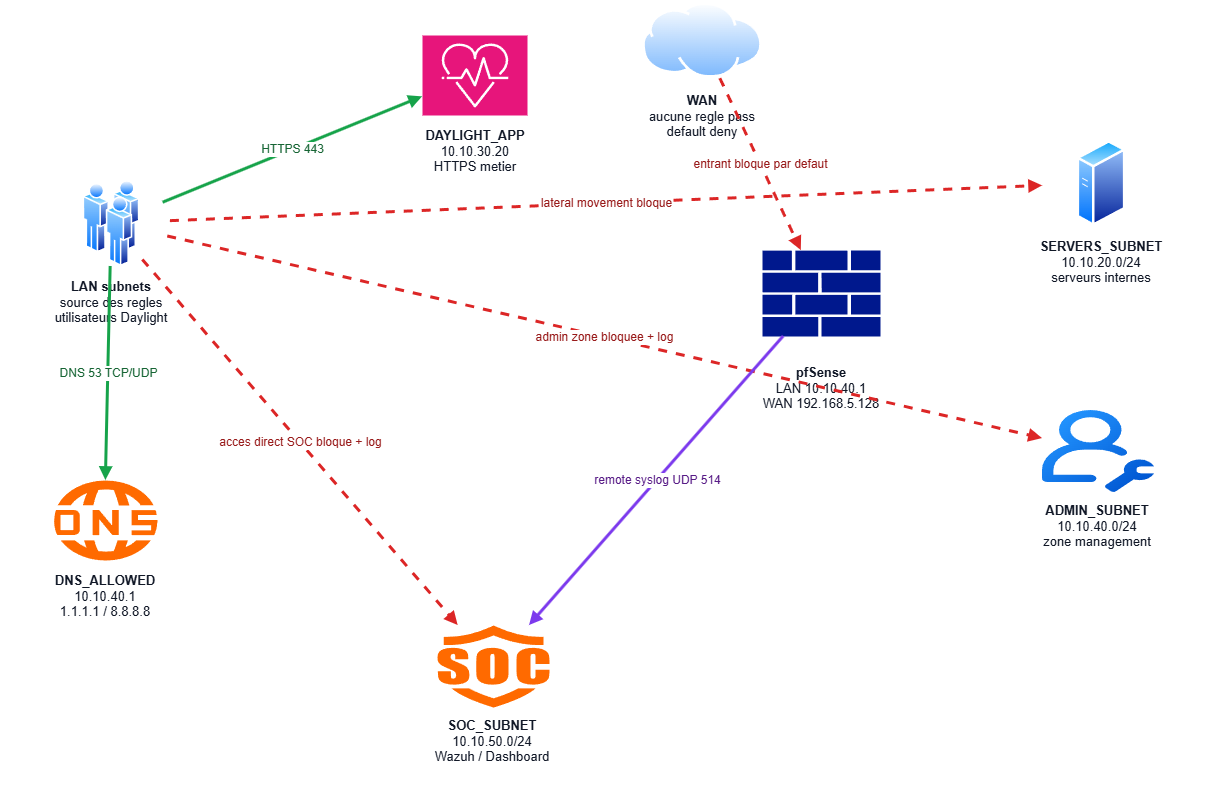 WAN
aucune regle pass
default deny
DAYLIGHT_APP
10.10.30.20
HTTPS metier
HTTPS 443
entrant bloque par defaut
lateral movement bloque
SERVERS_SUBNET
10.10.20.0/24
serveurs internes
LAN subnets
source des regles
utilisateurs Daylight
admin zone bloquee + log
DNS 53 TCP/UDP
pfSense
LAN 10.10.40.1
WAN 192.168.5.128
acces direct SOC bloque + log
remote syslog UDP 514
ADMIN_SUBNET
10.10.40.0/24
zone management
DNS
DNS_ALLOWED
10.10.40.1
1.1.1.1 / 8.8.8.8
SOC
SOC_SUBNET
10.10.50.0/24
Wazuh / Dashboard